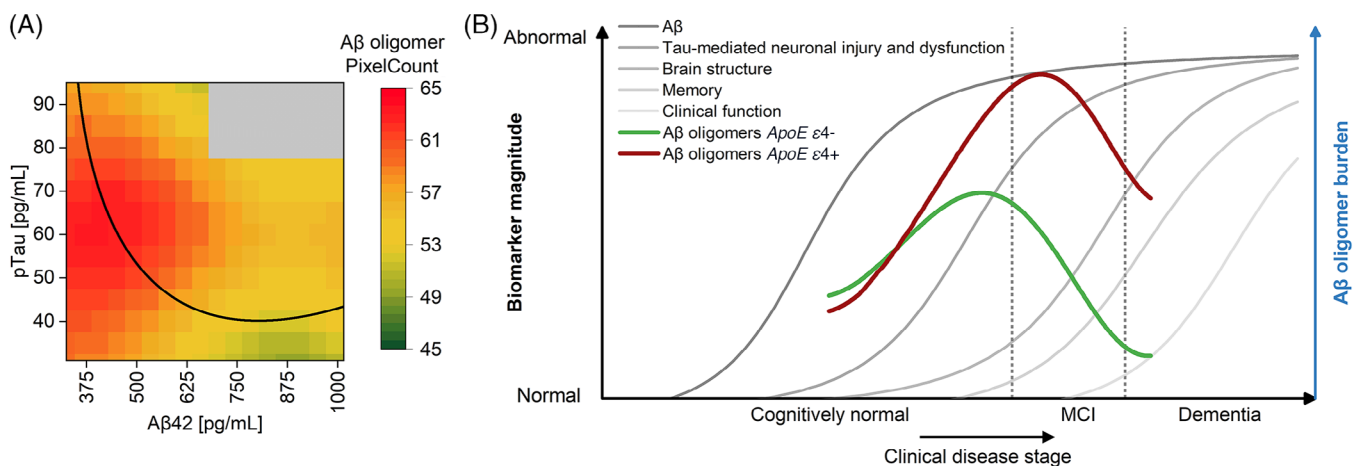 (A)
Aβ oligomer
PixelCount
pTau [pg/mL]
90
80
70
60
50
40
375
500
625
750
875
1000
Aβ42 [pg/mL]
65
61
57
53
49
45
(B)
Abnormal
Biomarker magnitude
Normal
Aβ
Tau-mediated neuronal injury and dysfunction
Brain structure
Memory
Clinical function
Aβ oligomers ApoE ε4-
Aβ oligomers ApoE ε4+
Aβ oligomer burden
Cognitively normal
MCI
Dementia
Clinical disease stage